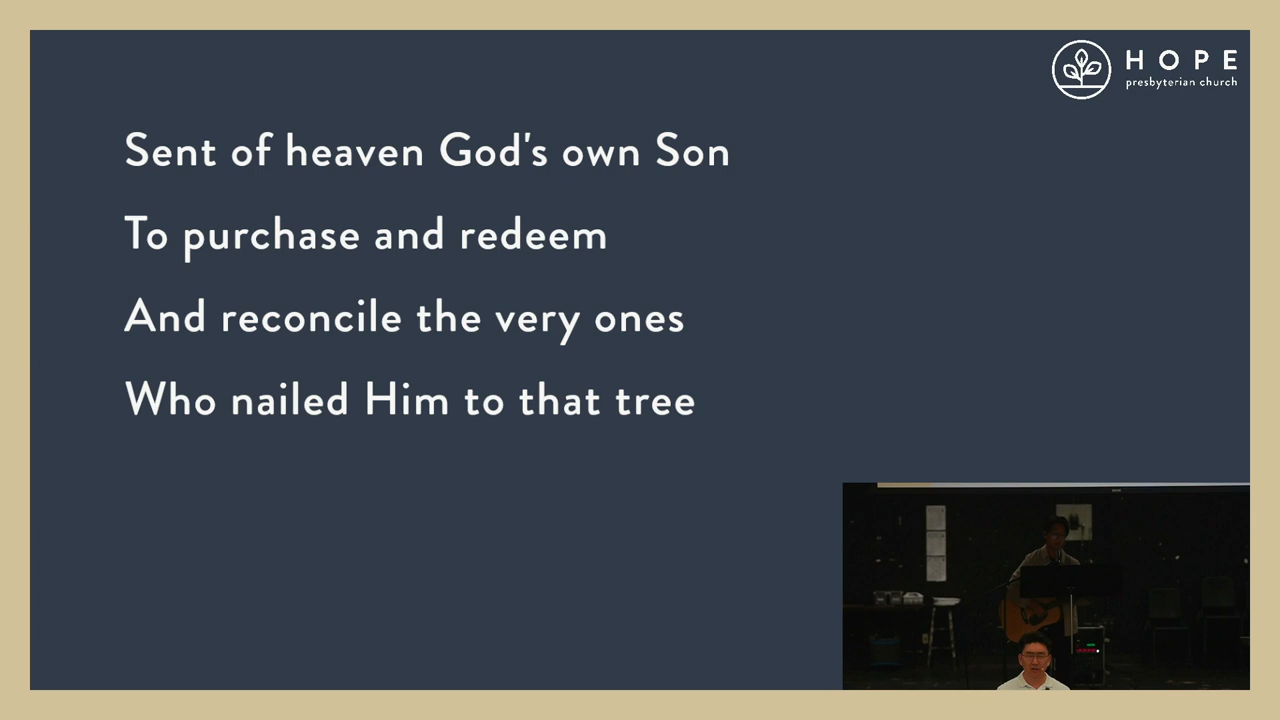 HOPE
presbyterian church
Sent of heaven God's own Son
To purchase and redeem
And reconcile the very ones
Who nailed Him to that tree